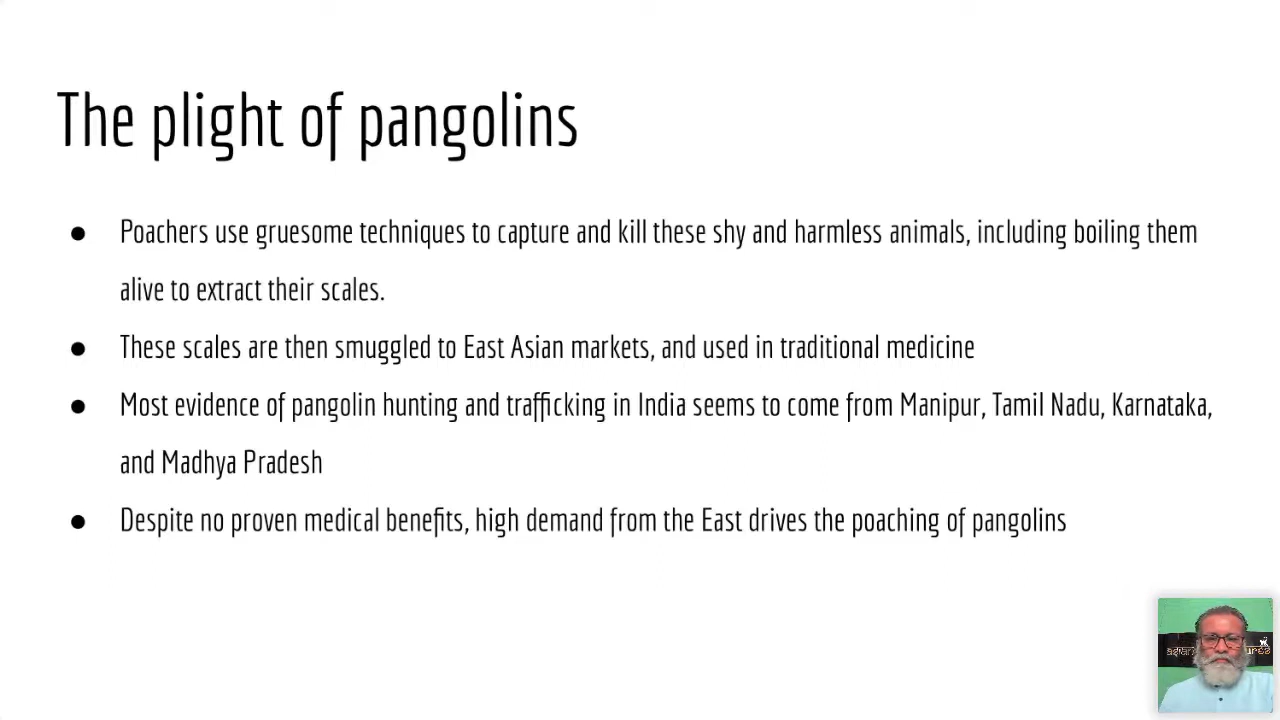 The plight of pangolins
● Poachers use gruesome techniques to capture and kill these shy and harmless animals, including boiling them
alive to extract their scales.
● These scales are then smuggled to East Asian markets, and used in traditional medicine
● Most evidence of pangolin hunting and trafficking in India seems to come from Manipur, Tamil Nadu, Karnataka,
and Madhya Pradesh
● Despite no proven medical benefits, high demand from the East drives the poaching of pangolins